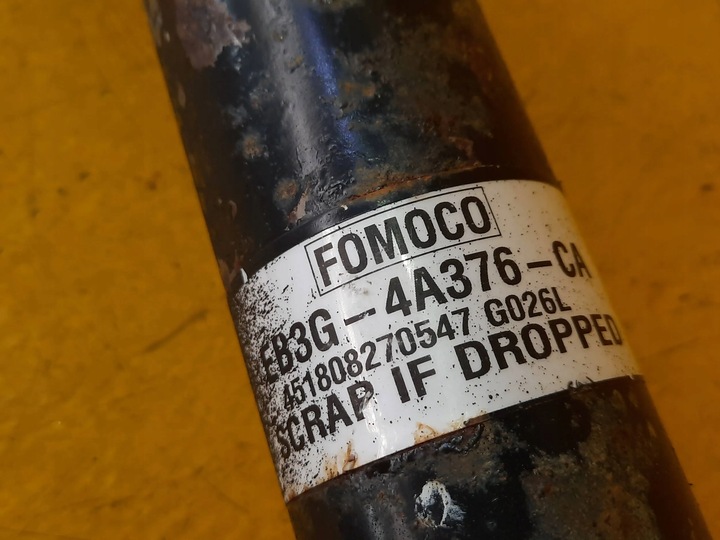 FOMOCO
EB3G-4A376-CA
451808270547 G026L
SCRAP IF DROPPED